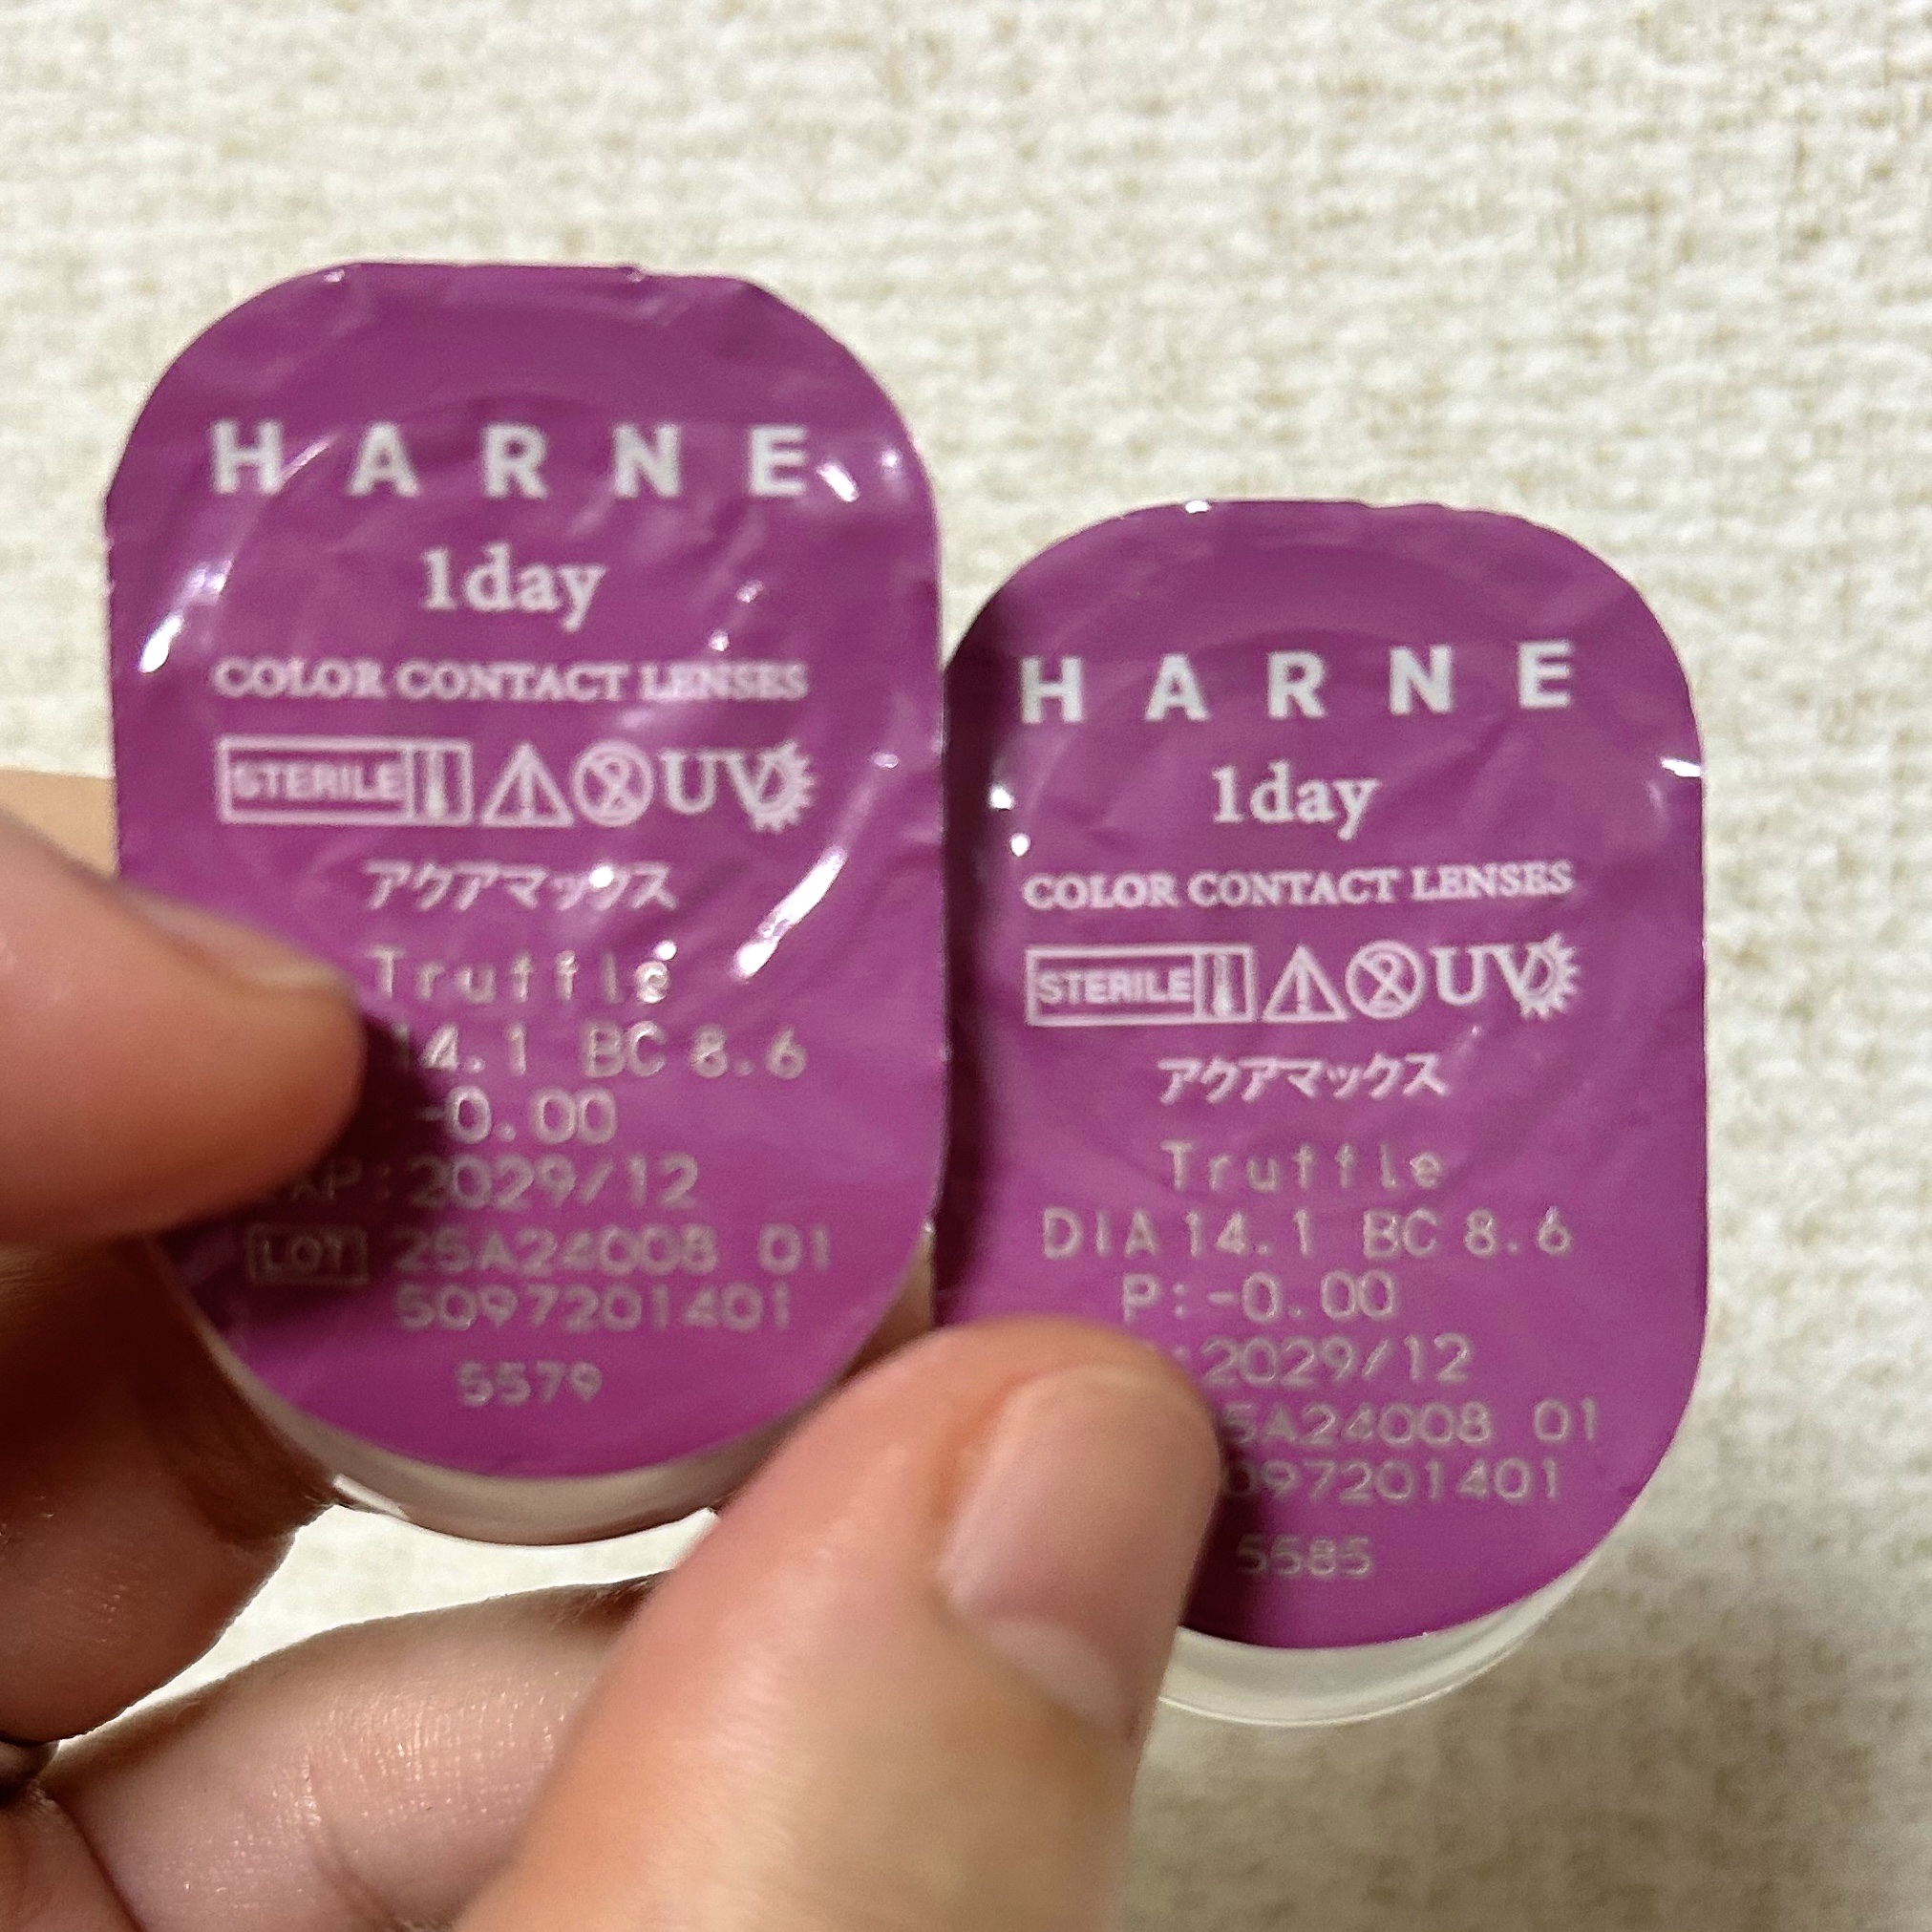 HARNE
1day
COLOR CONTACT LENSES
STERILE UV
アクアマックス
Truffle
14.1 BC 8.6
-0.00
EXP:2029/12
LOT 25A24008 01
5097201401
5579
HARNE
1day
COLOR CONTACT LENSES
STERILE UV
アクアマックス
Truffle
DIA 14.1 BC 8.6
P:-0.00
:2029/12
5A24008 01
097201401
5585